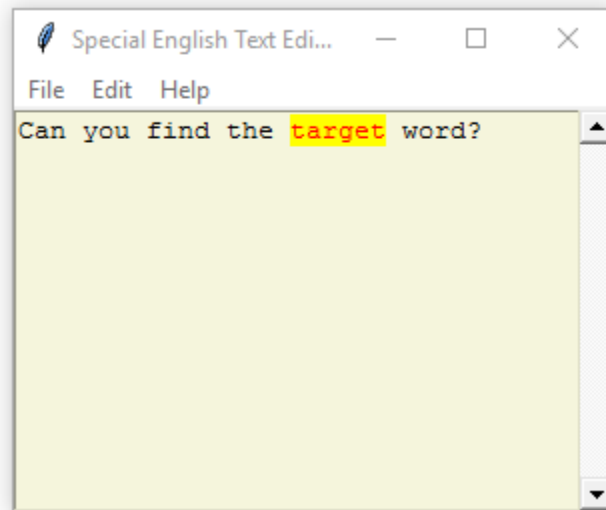 Special English Text Edi...
File Edit Help
Can you find the target word?